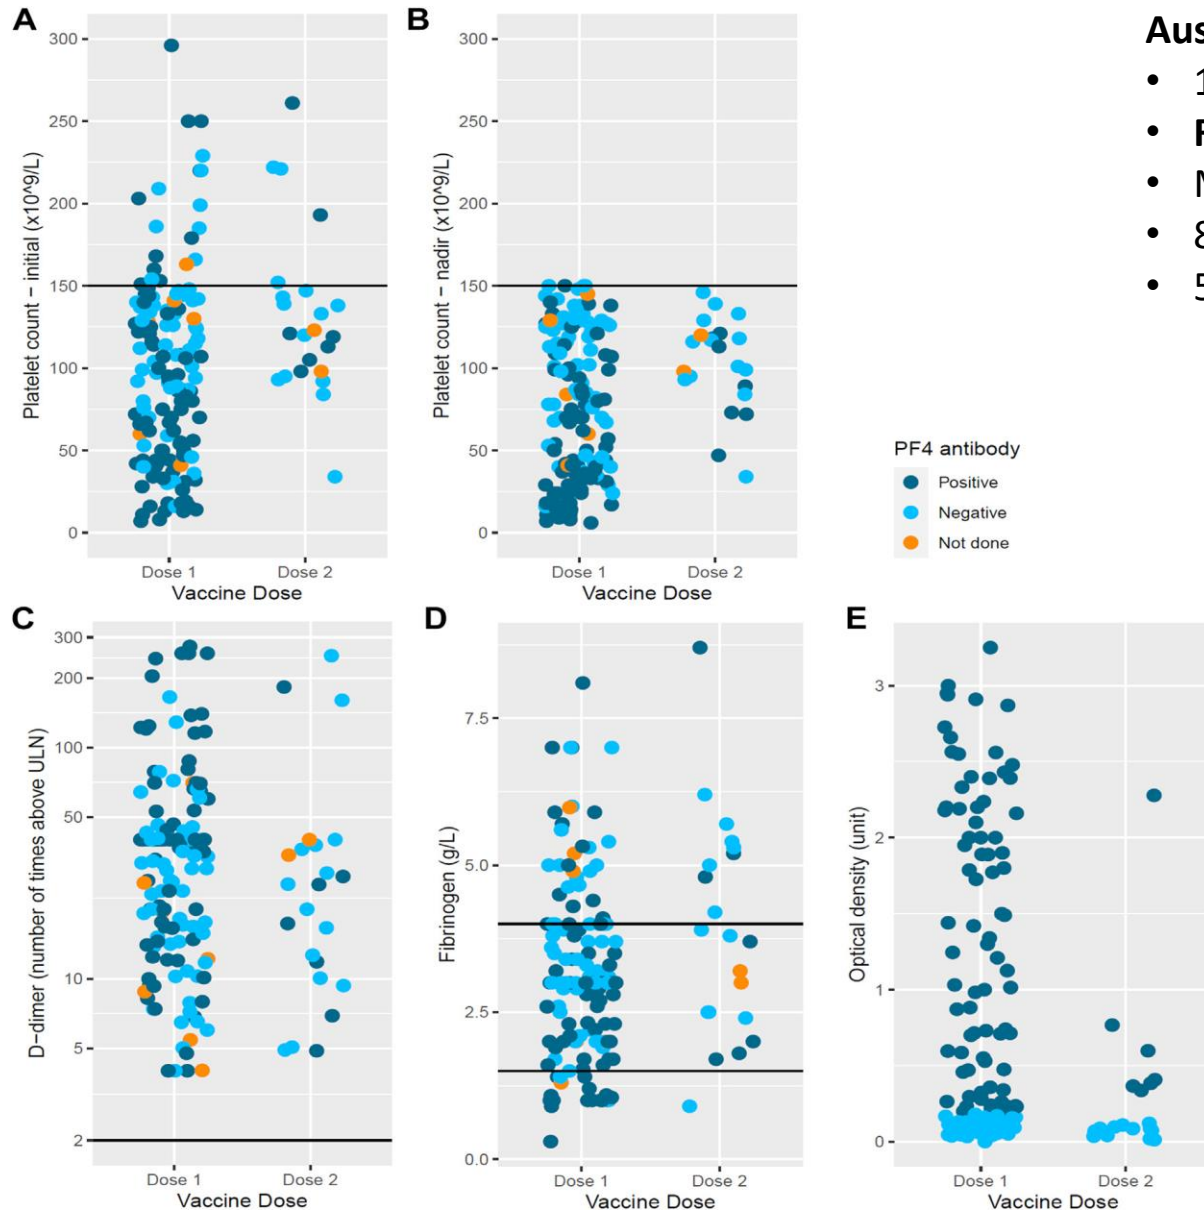 A
Platelet count − initial (x10^9/L)
300
250
200
150
100
50
0
Dose 1
Dose 2
Vaccine Dose
B
Platelet count − nadir (x10^9/L)
300
250
200
150
100
50
0
Dose 1
Dose 2
Vaccine Dose
PF4 antibody
Positive
Negative
Not done
Aus
• 1
•
•
• 8
• 5
C
D−dimer (number of times above ULN)
300
200
100
50
10
5
2
Dose 1
Dose 2
Vaccine Dose
D
Fibrinogen (g/L)
7.5
5.0
2.5
0.0
Dose 1
Dose 2
Vaccine Dose
E
Optical density (unit)
3
2
1
0
Dose 1
Dose 2
Vaccine Dose